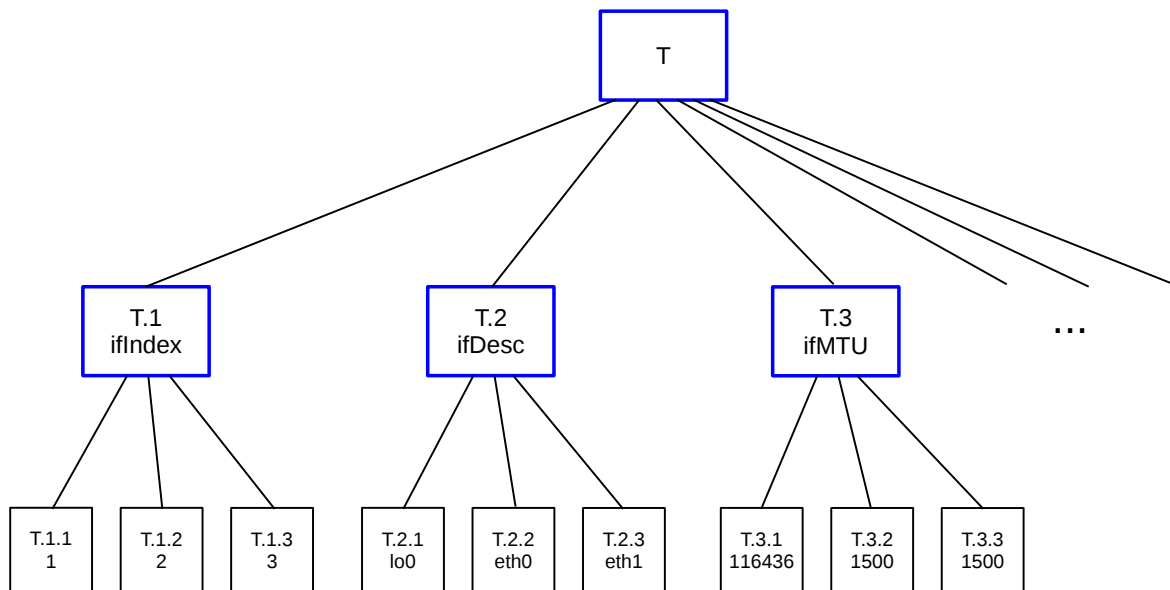 T
T.1
ifIndex
T.2
ifDesc
T.3
ifMTU
...
T.1.1
1
T.1.2
2
T.1.3
3
T.2.1
lo0
T.2.2
eth0
T.2.3
eth1
T.3.1
116436
T.3.2
1500
T.3.3
1500